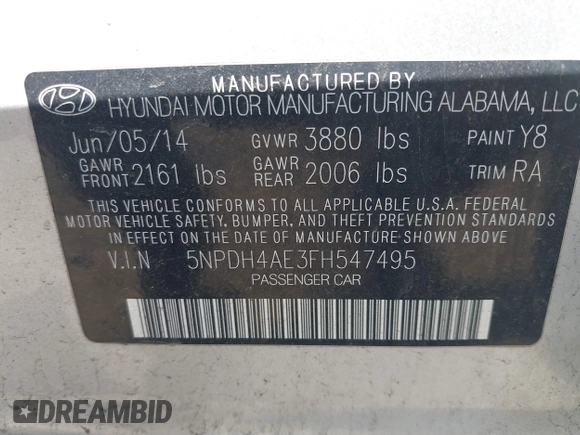 MANUFACTURED BY
HYUNDAI MOTOR MANUFACTURING ALABAMA, LLC
Jun/05/14 GVWR 3880 lbs PAINT Y8
GAWR FRONT 2161 lbs GAWR REAR 2006 lbs TRIM RA
THIS VEHICLE CONFORMS TO ALL APPLICABLE U.S.A. FEDERAL
MOTOR VEHICLE SAFETY, BUMPER, AND THEFT PREVENTION STANDARDS
IN EFFECT ON THE DATE OF MANUFACTURE SHOWN ABOVE
V.I.N 5NPDH4AE3FH547495
PASSENGER CAR
DREAMBID